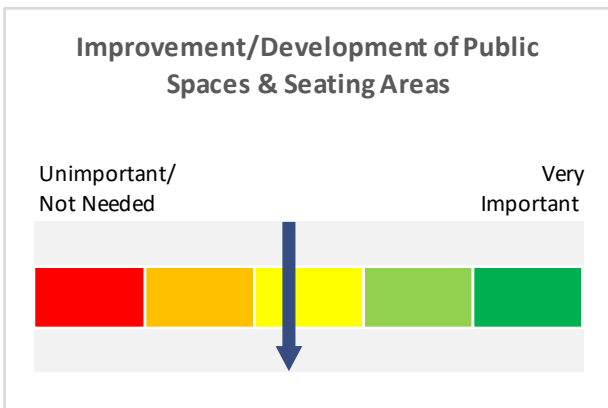 Improvement/Development of Public
Spaces & Seating Areas
Unimportant/
Not Needed
Very
Important